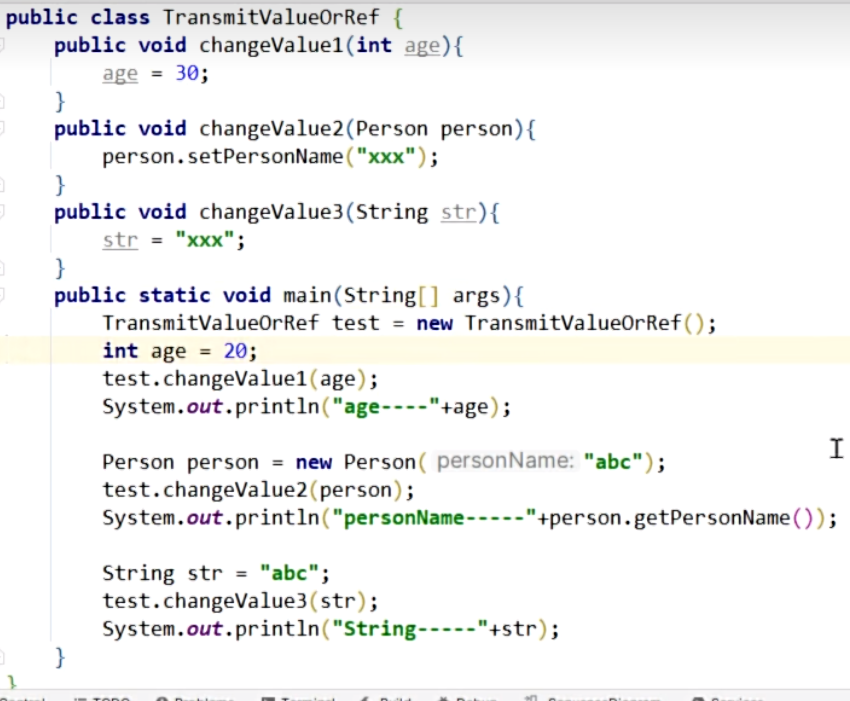 public class TransmitValueOrRef {
public void changeValue1(int age){
age = 30;
}
public void changeValue2(Person person){
person.setPersonName("xxx");
}
public void changeValue3(String str){
str = "xxx";
}
public static void main(String[] args){
TransmitValueOrRef test = new TransmitValueOrRef();
int age = 20;
test.changeValue1(age);
System.out.println("age----"+age);
Person person = new Person( personName: "abc");
test.changeValue2(person);
System.out.println("personName-----"+person.getPersonName());
String str = "abc";
test.changeValue3(str);
System.out.println("String-----"+str);
}
}